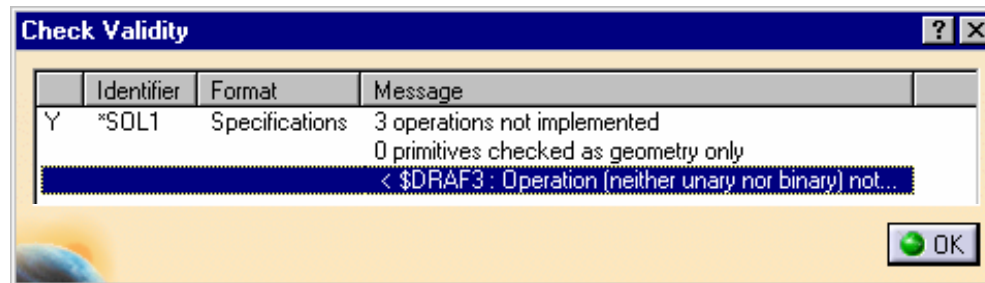 Check Validity
Identifier Format Message
Y *SOL1 Specifications 3 operations not implemented
0 primitives checked as geometry only
< $DRAF3 : Operation (neither unary nor binary) not...
OK